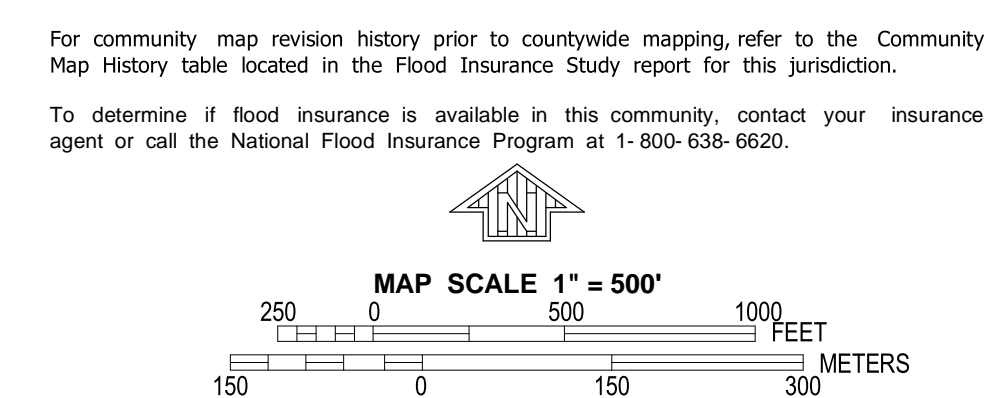 For community map revision history prior to countywide mapping, refer to the Community
Map History table located in the Flood Insurance Study report for this jurisdiction.
To determine if flood insurance is available in this community, contact your insurance
agent or call the National Flood Insurance Program at 1- 800- 638- 6620.
N
MAP SCALE 1" = 500'
250 0 500 1000
FEET
METERS
150 0 150 300